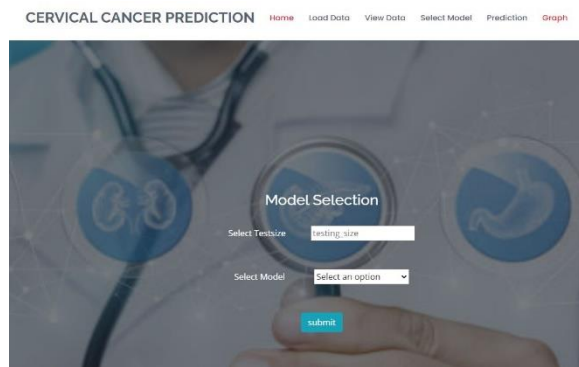 CERVICAL CANCER PREDICTION Home Load Data View Data Select Model Prediction Graph
Model Selection
Select Testsize testing_size
Select Model Select an option
submit